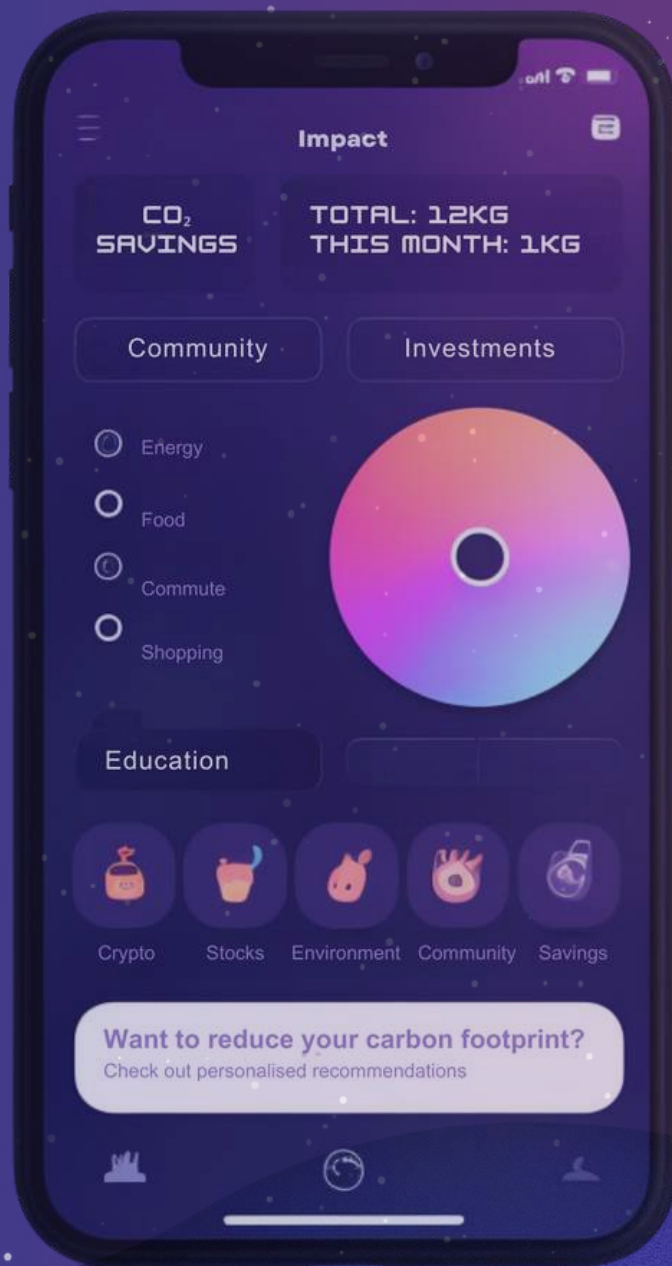 Impact
CO₂
SAVINGS
TOTAL: 12KG
THIS MONTH: 1KG
Community
Investments
Energy
Food
Commute
Shopping
Education
Crypto
Stocks
Environment
Community
Savings
Want to reduce your carbon footprint?
Check out personalised recommendations